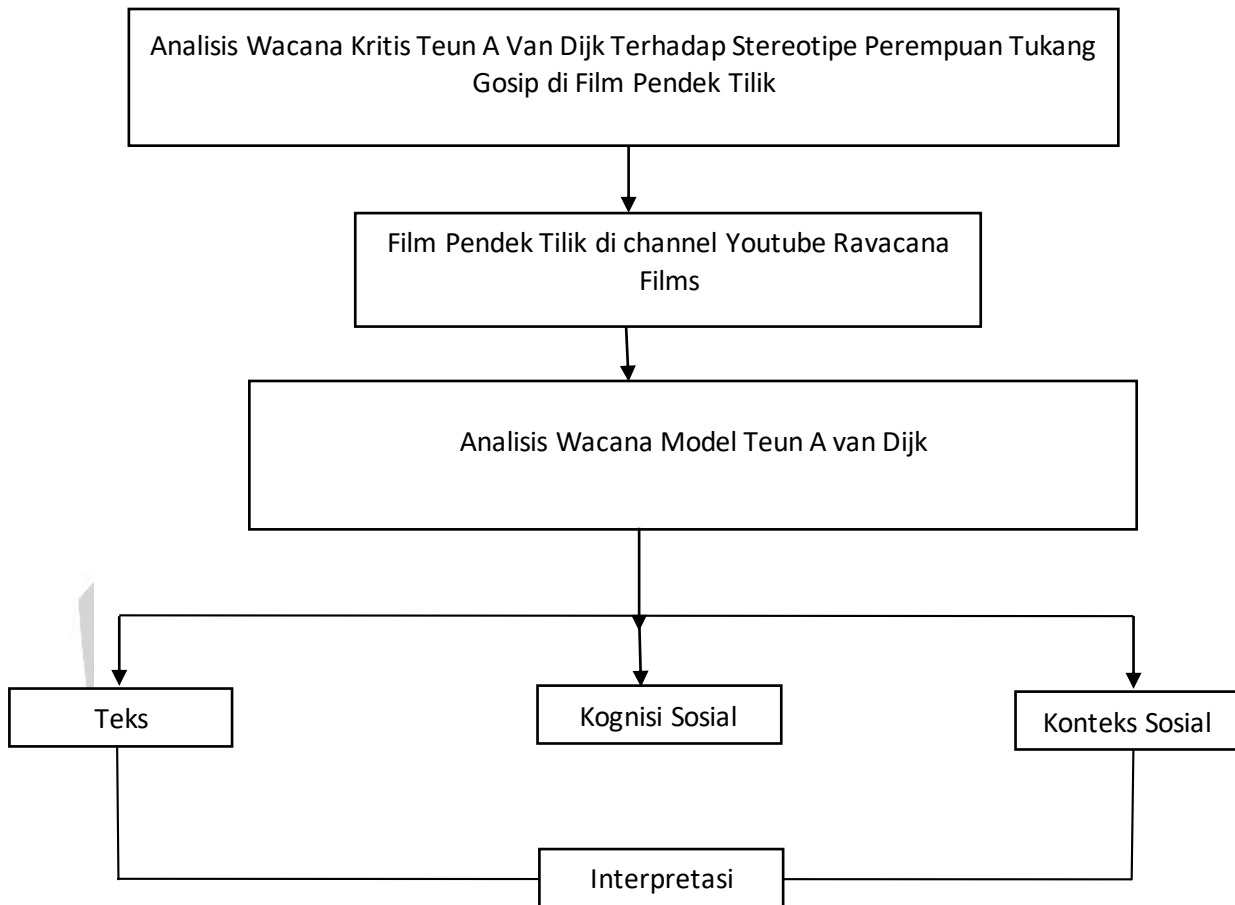 Analisis Wacana Kritis Teun A Van Dijk Terhadap Stereotipe Perempuan Tukang
Gosip di Film Pendek Tilik
Film Pendek Tilik di channel Youtube Ravacana
Films
Analisis Wacana Model Teun A van Dijk
Teks
Kognisi Sosial
Konteks Sosial
Interpretasi